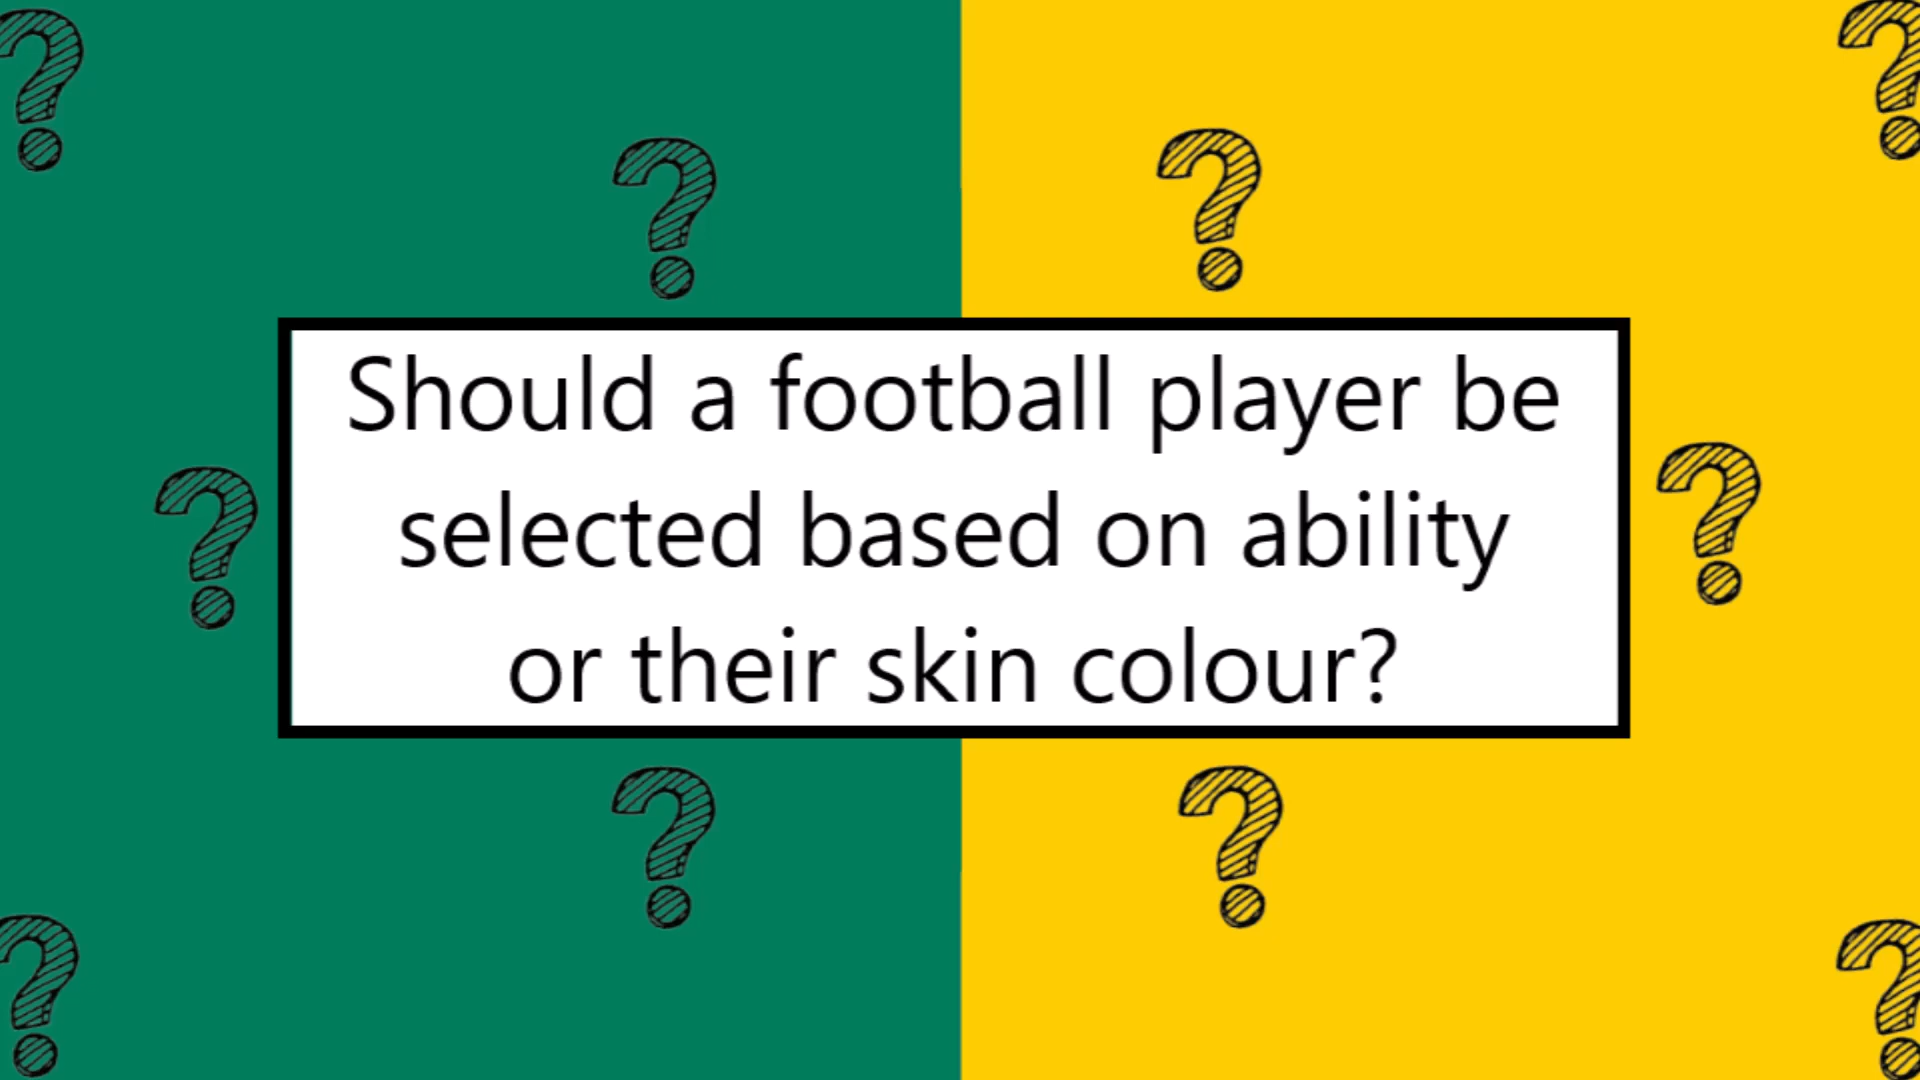 Should a football player be
selected based on ability
or their skin colour?